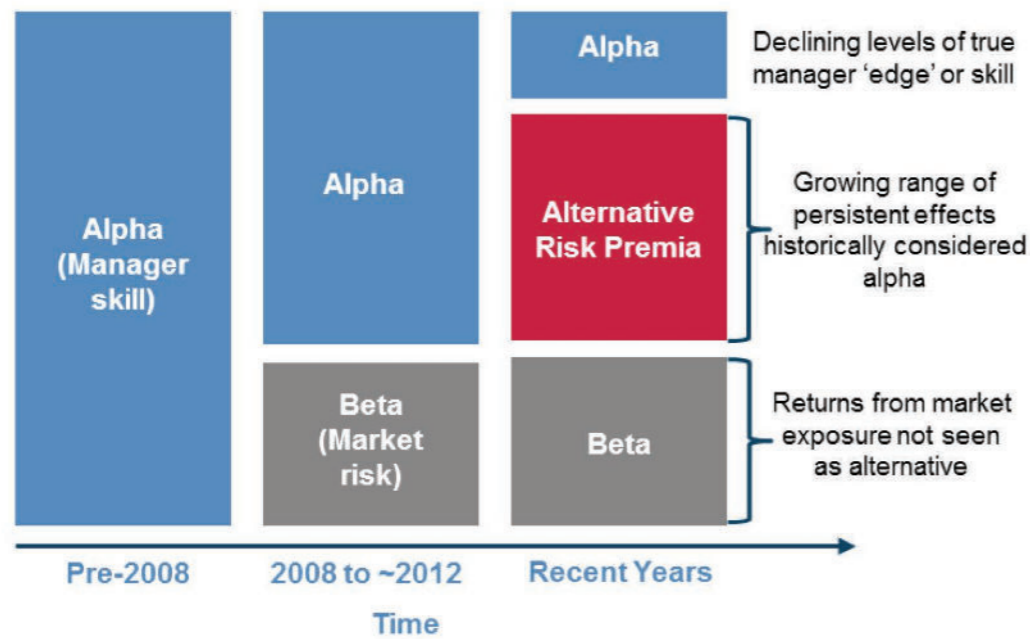 Alpha
(Manager
skill)
Alpha
Beta
(Market
risk)
Alpha
Alternative
Risk Premia
Beta
Declining levels of true
manager ‘edge’ or skill
Growing range of
persistent effects
historically considered
alpha
Returns from market
exposure not seen
as alternative
Pre-2008
2008 to ~2012
Recent Years
Time